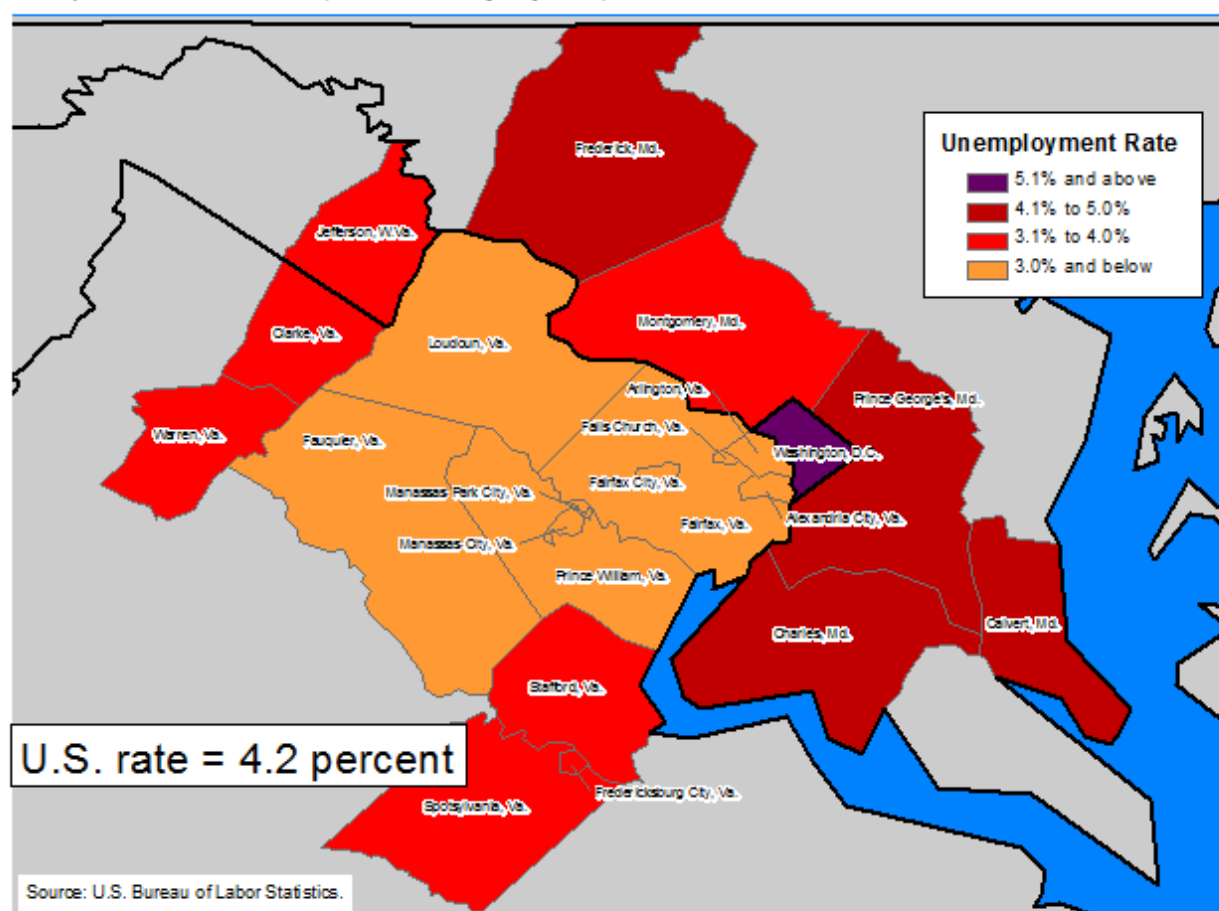 Frederick, Md.
Unemployment Rate
5.1% and above
4.1% to 5.0%
3.1% to 4.0%
3.0% and below
Jefferson, W.Va.
Clarke, Va.
Loudoun, Va.
Montgomery, Md.
Arlington, Va.
Prince George's, Md.
Warren, Va.
Fauquier, Va.
Falls Church, Va.
Washington, D.C.
Manassas Park City, Va.
Fairfax City, Va.
Manassas City, Va.
Fairfax, Va.
Alexandria City, Va.
Prince William, Va.
Charles, Md.
Calvert, Md.
Stafford, Va.
U.S. rate = 4.2 percent
Spotsylvania, Va.
Fredericksburg City, Va.
Source: U.S. Bureau of Labor Statistics.